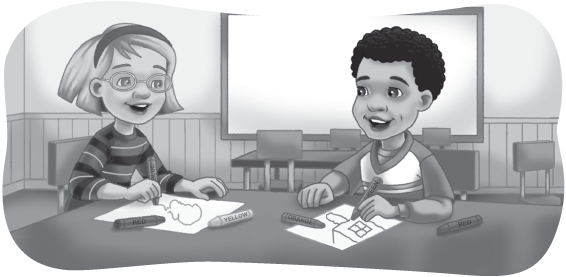 RED
YELLOW
ORANGE
RED